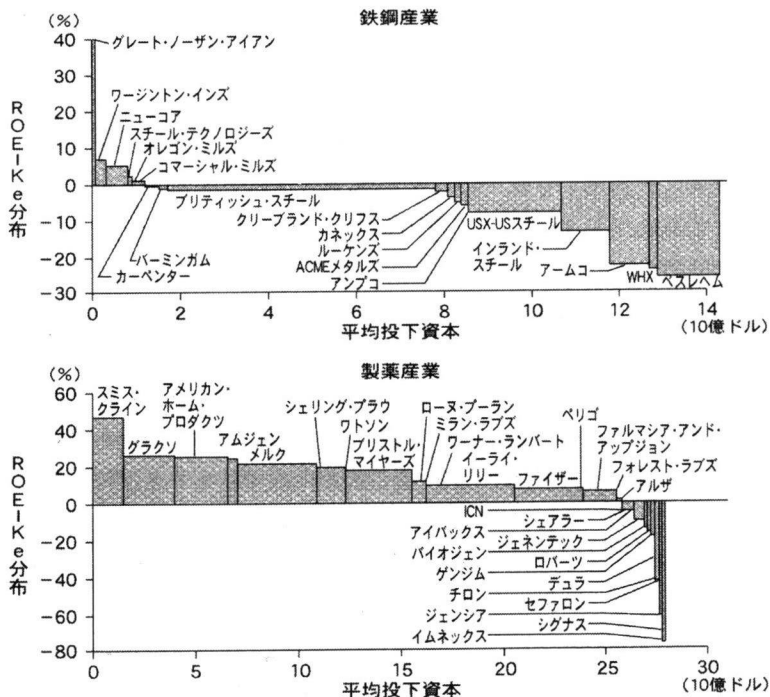 鉄鋼産業
(%)
40
30
20
10
0
−10
−20
−30
ROE−Ke分布
グレート・ノーザン・アイアン
ワージントン・インズ
ニューコア
スチール・テクノロジーズ
オレゴン・ミルズ
コマーシャル・ミルズ
ブリティッシュ・スチール
クリーブランド・クリフス
カネックス
ルーケンズ
ACMEメタルズ
アンプコ
バーミンガム
カーペンター
USX-USスチール
インランド・
スチール
アームコ
WHX
ベスレヘム
0 2 4 6 8 10 12 14
平均投下資本
(10億ドル)
製薬産業
(%)
60
40
20
0
−20
−40
−60
−80
ROE−Ke分布
スミス・
クライン
グラクソ
アメリカン・
ホーム・
プロダクツ
アムジェン
メルク
シェリング・プラウ
ワトソン
ブリストル・
マイヤーズ
ローヌ・プーラン
ミラン・ラブズ
ワーナー・ランバート
イーライ・
リリー
ファイザー
ペリゴ
ファルマシア・アンド・
アップジョン
フォレスト・ラブズ
アルザ
ICN
シェアラー
アイバックス
ジェネンテック
バイオジェン
ロバーツ
ゲンジム
デュラ
チロン
セファロン
ジェンシア
シグナス
イムネックス
0 5 10 15 20 25 30
平均投下資本
(10億ドル)